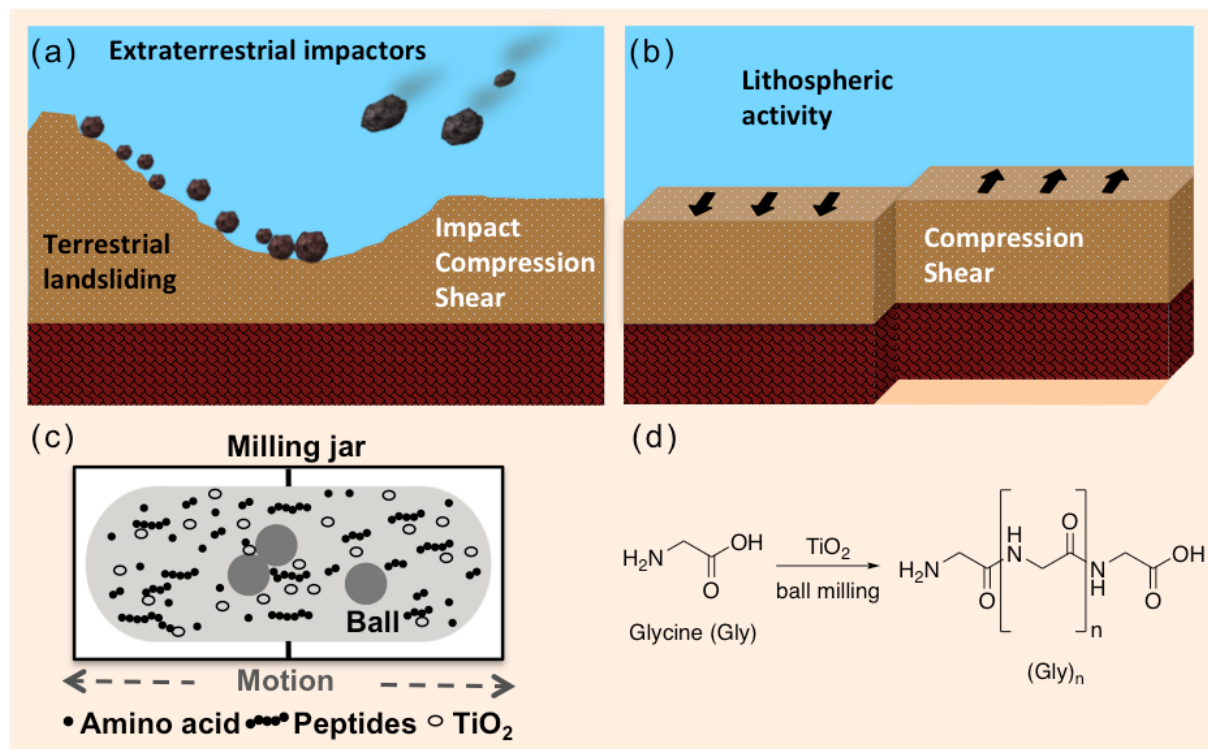 (a)
Extraterrestrial impactors
Terrestrial
landsliding
Impact
Compression
Shear
(b)
Lithospheric
activity
Compression
Shear
(c)
Milling jar
Ball
Motion
Amino acid
Peptides
TiO₂
(d)
H₂N
OH
O
Glycine (Gly)
TiO₂
ball milling
H₂N
O
H
N
O
n
N
H
O
OH
(Gly)ₙ